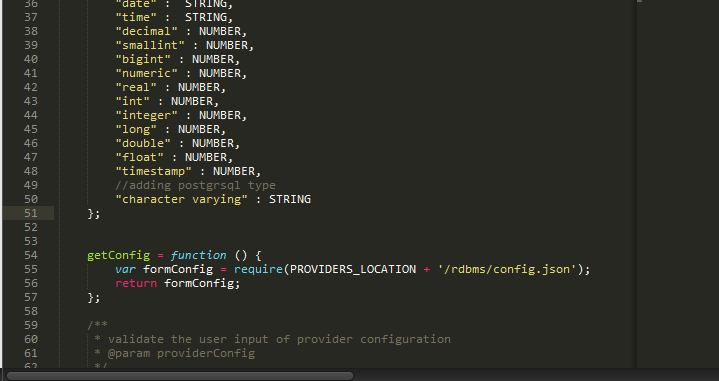 36 "date" :  STRING,
37 "time" :  STRING,
38 "decimal" : NUMBER,
39 "smallint" : NUMBER,
40 "bigint" : NUMBER,
41 "numeric" : NUMBER,
42 "real" : NUMBER,
43 "int" : NUMBER,
44 "integer" : NUMBER,
45 "long" : NUMBER,
46 "double" : NUMBER,
47 "float" : NUMBER,
48 "timestamp" : NUMBER,
49 //adding postgrsql type
50 "character varying" : STRING
51 };
52
53
54 getConfig = function () {
55 var formConfig = require(PROVIDERS_LOCATION + '/rdbms/config.json');
56 return formConfig;
57 };
58
59 /**
60 * validate the user input of provider configuration
61 * @param providerConfig
62 */